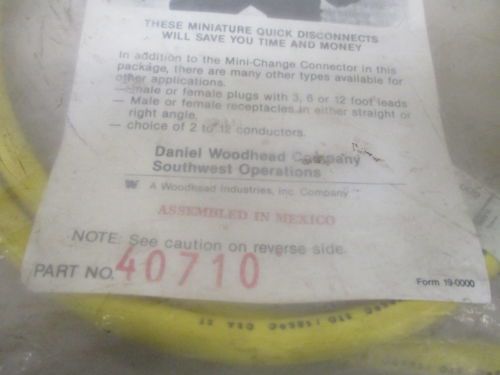 THESE MINIATURE QUICK DISCONNECTS
WILL SAVE YOU TIME AND MONEY
In addition to the Mini-Change Connector in this
package, there are many other types available for
other applications.
— male or female plugs with 3, 6 or 12 foot leads
— Male or female receptacles in either straight or
right angle.
— choice of 2 to 12 conductors.
Daniel Woodhead Company
Southwest Operations
W A Woodhead Industries, Inc. Company
ASSEMBLED IN MEXICO
NOTE: See caution on reverse side.
PART NO. 40710
Form 19-0000
CSA ST